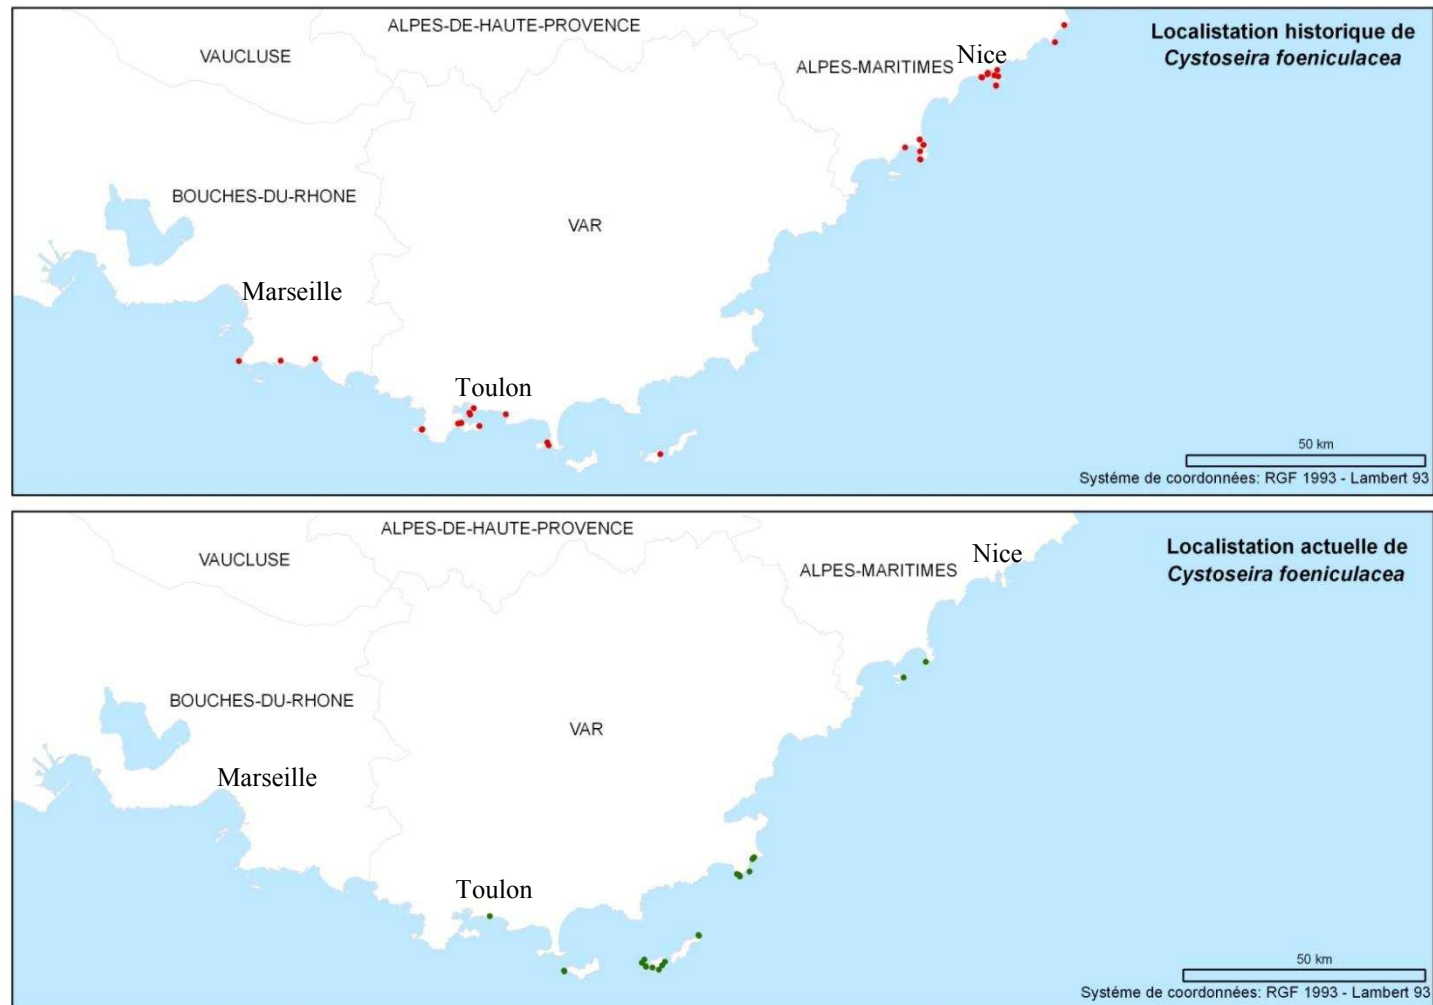 ALPES-DE-HAUTE-PROVENCE
Localistation historique de
Cystoseira foeniculacea
VAUCLUSE
Nice
ALPES-MARITIMES
BOUCHES-DU-RHONE
VAR
Marseille
Toulon
50 km
Systéme de coordonnées: RGF 1993 - Lambert 93
ALPES-DE-HAUTE-PROVENCE
Localistation actuelle de
Cystoseira foeniculacea
VAUCLUSE
Nice
ALPES-MARITIMES
BOUCHES-DU-RHONE
VAR
Marseille
Toulon
50 km
Systéme de coordonnées: RGF 1993 - Lambert 93